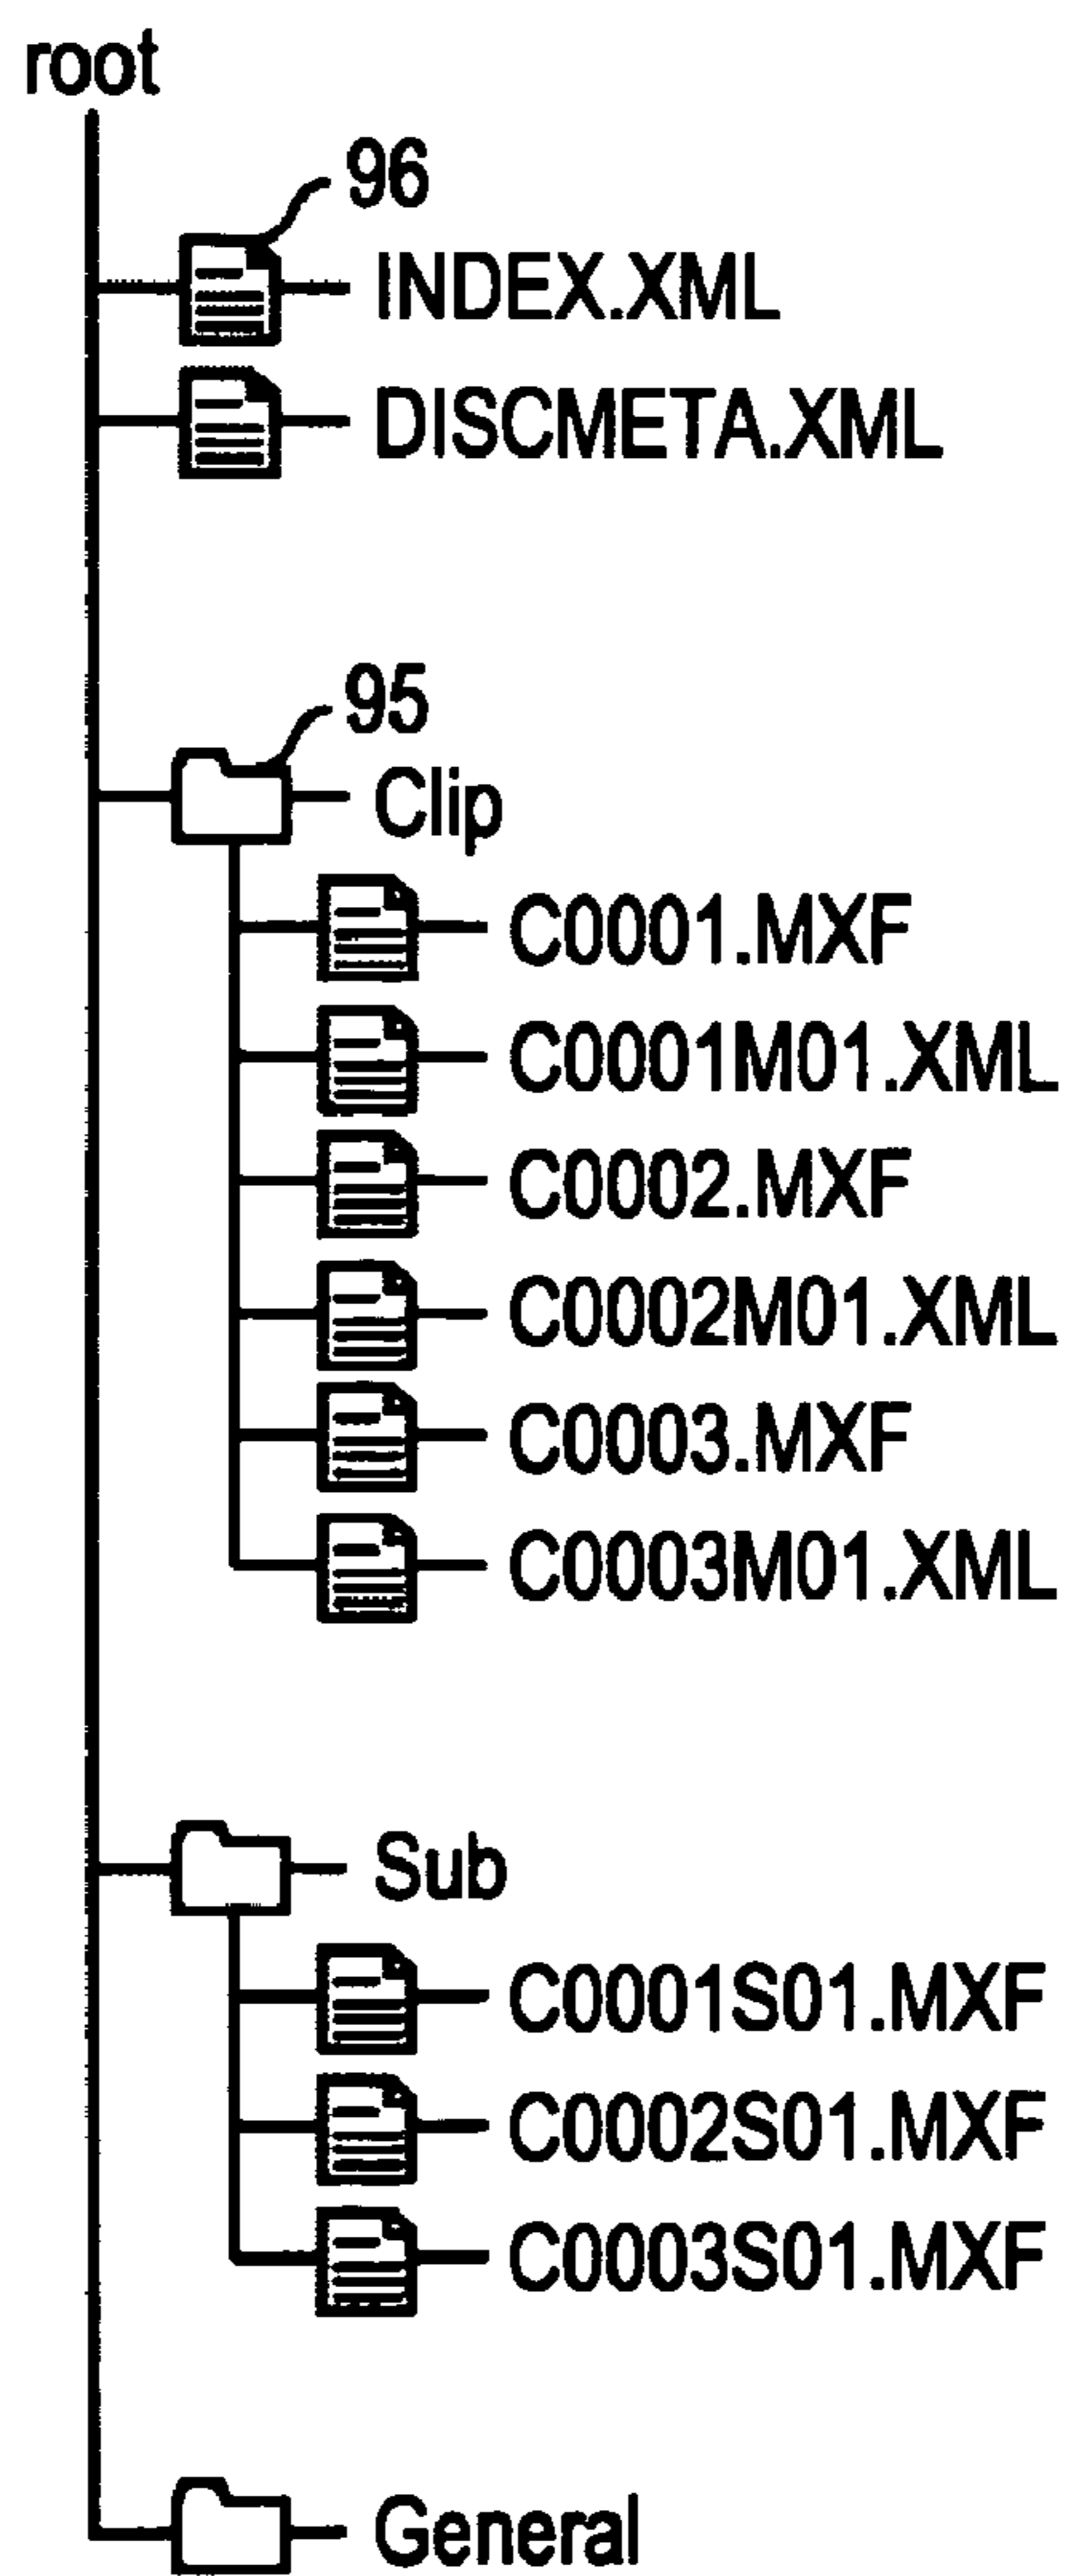 root
96
INDEX.XML
DISCMETA.XML
95
Clip
C0001.MXF
C0001M01.XML
C0002.MXF
C0002M01.XML
C0003.MXF
C0003M01.XML
Sub
C0001S01.MXF
C0002S01.MXF
C0003S01.MXF
General